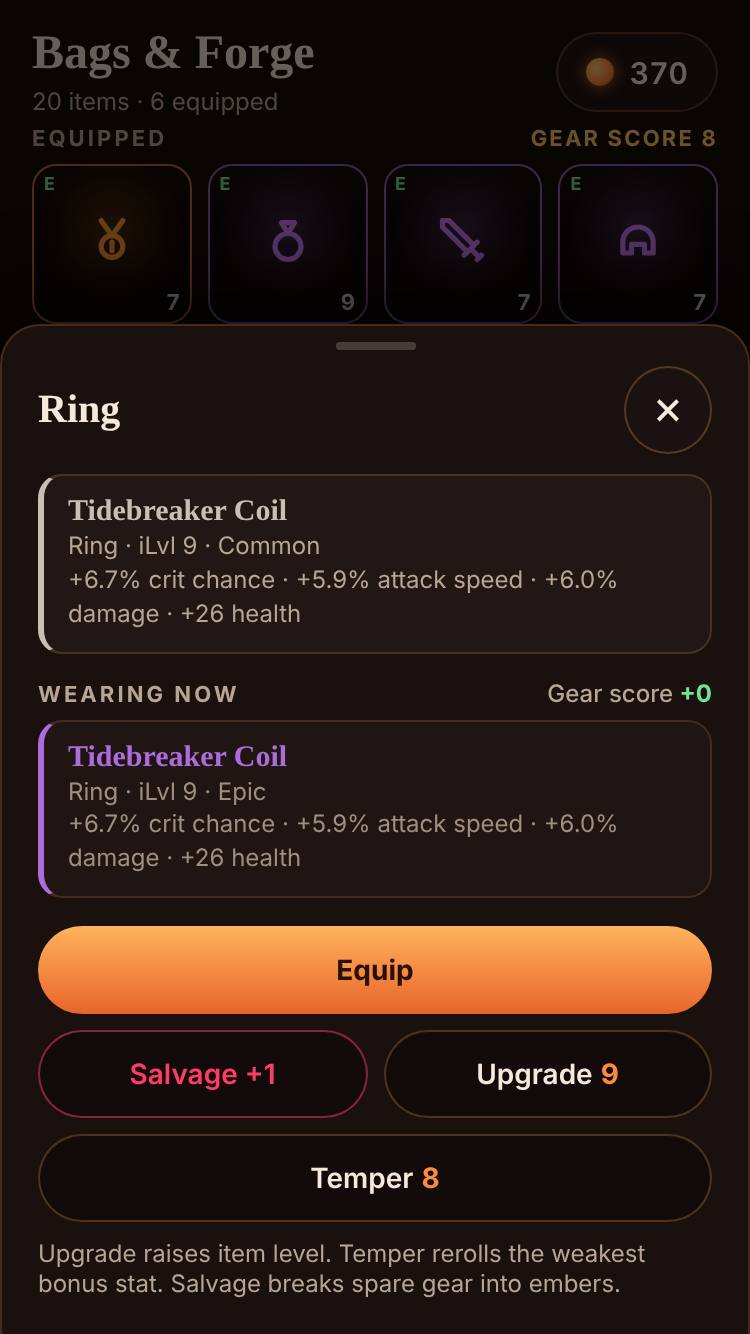 Bags & Forge
20 items · 6 equipped
370
EQUIPPED
GEAR SCORE 8
E
E
E
E
7
9
7
7
Ring
Tidebreaker Coil
Ring · iLvl 9 · Common
+6.7% crit chance · +5.9% attack speed · +6.0%
damage · +26 health
WEARING NOW
Gear score +0
Tidebreaker Coil
Ring · iLvl 9 · Epic
+6.7% crit chance · +5.9% attack speed · +6.0%
damage · +26 health
Equip
Salvage +1
Upgrade 9
Temper 8
Upgrade raises item level. Temper rerolls the weakest
bonus stat. Salvage breaks spare gear into embers.